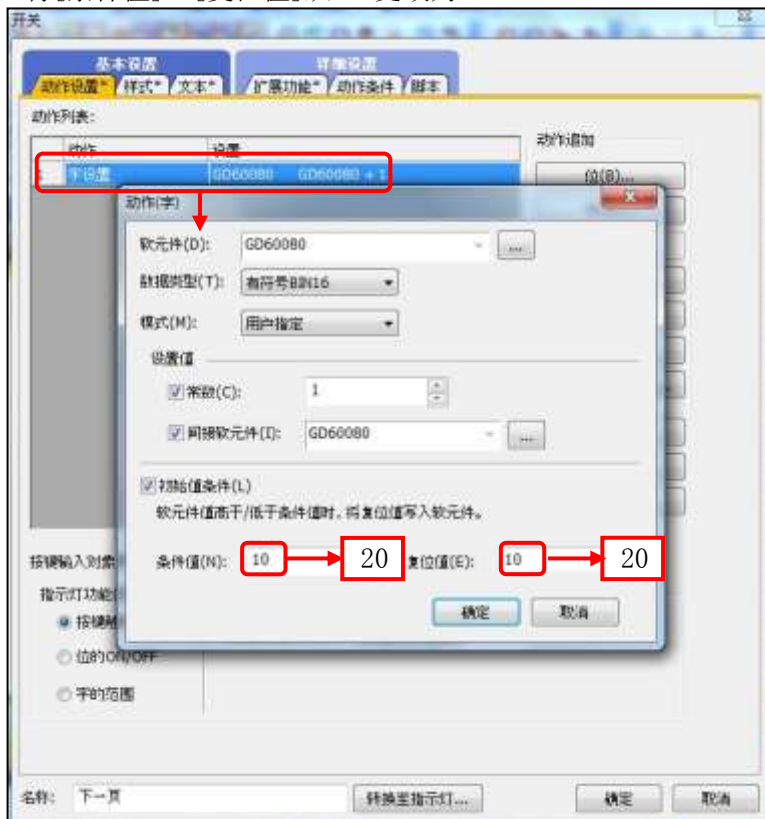 开关
基本设置 详细设置
动作设置* 样式* 文本* 扩展功能* 动作条件 脚本
动作列表:
动作 设置
1 字设置 GD60080 GD60080 + 1
动作追加
位(B)...
动作(字)
软元件(D): GD60080 ...
数据类型(T): 有符号BIN16
模式(M): 用户指定
设置值
常数(C): 1
间接软元件(I): GD60080 ...
初始值条件(L)
软元件值高于/低于条件值时,将复位值写入软元件。
条件值(N): 10 20 复位值(E): 10 20
确定 取消
按键输入对象
指示灯功能
按键触
位的ON/OFF
字的范围
名称: 下一页 转换至指示灯... 确定 取消